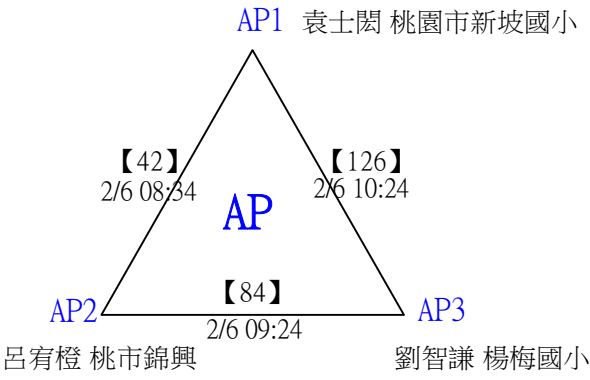 AP1 袁士閎 桃園市新坡國小
【42】
2/6 08:34
【126】
2/6 10:24
AP
【84】
2/6 09:24
AP2
AP3
呂宥橙 桃市錦興
劉智謙 楊梅國小